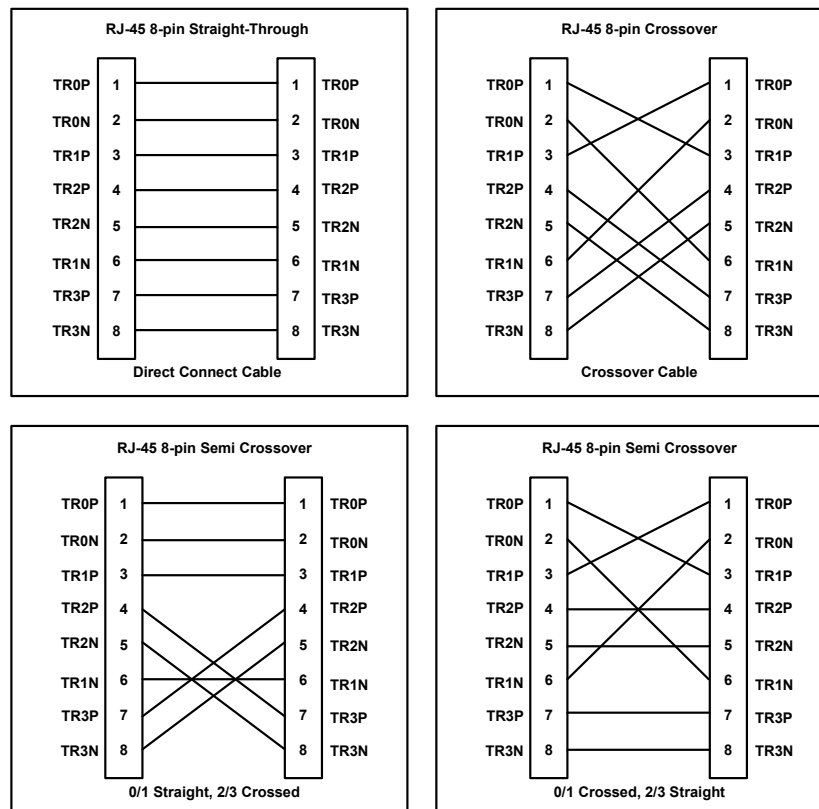 RJ-45 8-pin Straight-Through
TR0P 1 1 TR0P
TR0N 2 2 TR0N
TR1P 3 3 TR1P
TR2P 4 4 TR2P
TR2N 5 5 TR2N
TR1N 6 6 TR1N
TR3P 7 7 TR3P
TR3N 8 8 TR3N
Direct Connect Cable
RJ-45 8-pin Crossover
TR0P 1 1 TR0P
TR0N 2 2 TR0N
TR1P 3 3 TR1P
TR2P 4 4 TR2P
TR2N 5 5 TR2N
TR1N 6 6 TR1N
TR3P 7 7 TR3P
TR3N 8 8 TR3N
Crossover Cable
RJ-45 8-pin Semi Crossover
TR0P 1 1 TR0P
TR0N 2 2 TR0N
TR1P 3 3 TR1P
TR2P 4 4 TR2P
TR2N 5 5 TR2N
TR1N 6 6 TR1N
TR3P 7 7 TR3P
TR3N 8 8 TR3N
0/1 Straight, 2/3 Crossed
RJ-45 8-pin Semi Crossover
TR0P 1 1 TR0P
TR0N 2 2 TR0N
TR1P 3 3 TR1P
TR2P 4 4 TR2P
TR2N 5 5 TR2N
TR1N 6 6 TR1N
TR3P 7 7 TR3P
TR3N 8 8 TR3N
0/1 Crossed, 2/3 Straight